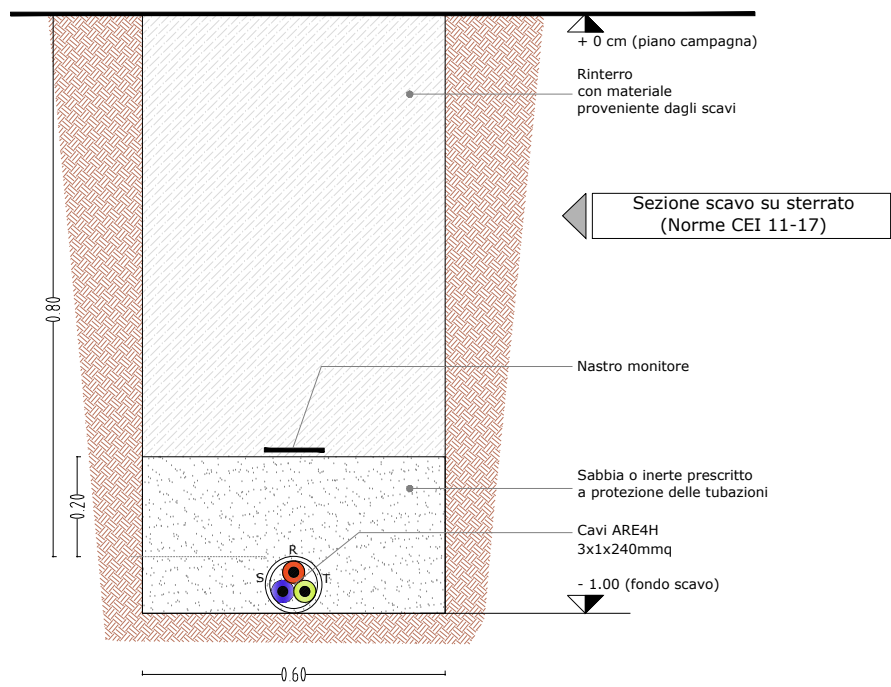 + 0 cm (piano campagna)
Rinterro
con materiale
proveniente dagli scavi
Sezione scavo su sterrato
(Norme CEI 11-17)
0.80
Nastro monitore
Sabbia o inerte prescritto
a protezione delle tubazioni
0.20
Cavi ARE4H
3x1x240mmq
R
S
T
- 1.00 (fondo scavo)
0.60